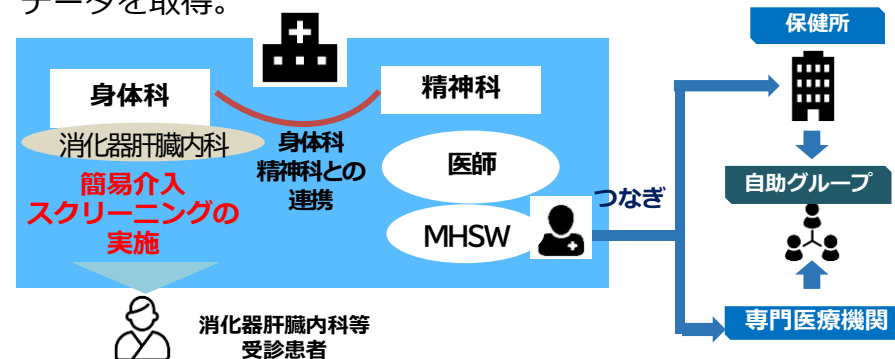 データを取得。
保健所
身体科
精神科
消化器肝臓内科
身体科
精神科との
連携
医師
簡易介入
スクリーニングの
実施
つなぎ
自助グループ
MHSW
専門医療機関
消化器肝臓内科等
受診患者